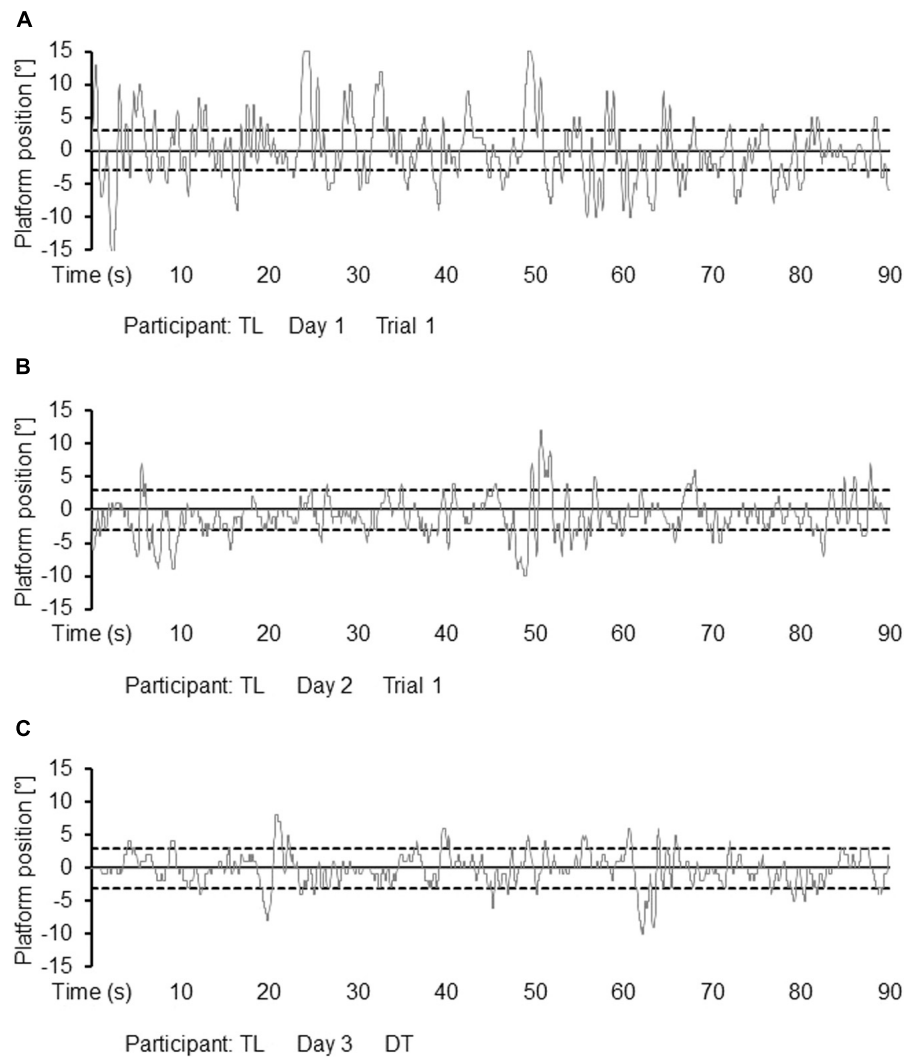 A
Platform position [°]
15
10
5
0
-5
-10
-15
Time (s) 10 20 30 40 50 60 70 80 90
Participant: TL Day 1 Trial 1
B
Platform position [°]
15
10
5
0
-5
-10
-15
Time (s) 10 20 30 40 50 60 70 80 90
Participant: TL Day 2 Trial 1
C
Platform position [°]
15
10
5
0
-5
-10
-15
Time (s) 10 20 30 40 50 60 70 80 90
Participant: TL Day 3 DT